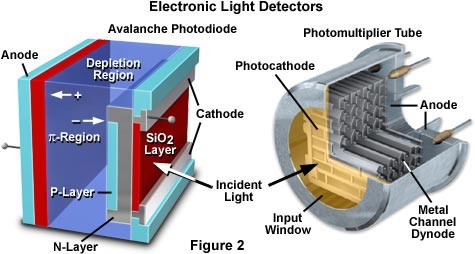 Electronic Light Detectors
Avalanche Photodiode
Photomultiplier Tube
Anode
Depletion
Region
+
−
π-Region
SiO2
Layer
P-Layer
N-Layer
Cathode
Incident
Light
Photocathode
Anode
Metal
Channel
Dynode
Input
Window
Figure 2